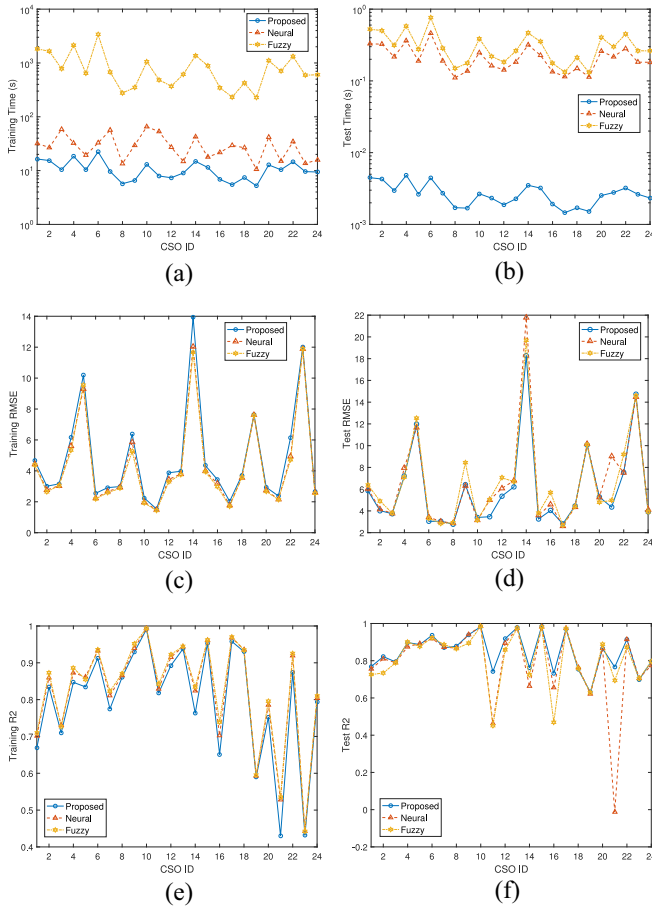 10⁴
10³
10²
10¹
10⁰
Training Time (s)
Proposed
Neural
Fuzzy
2 4 6 8 10 12 14 16 18 20 22 24
CSO ID
(a)
10⁰
10⁻¹
10⁻²
10⁻³
Test Time (s)
Proposed
Neural
Fuzzy
2 4 6 8 10 12 14 16 18 20 22 24
CSO ID
(b)
14
12
10
8
6
4
2
0
Training RMSE
Proposed
Neural
Fuzzy
2 4 6 8 10 12 14 16 18 20 22 24
CSO ID
(c)
22
20
18
16
14
12
10
8
6
4
2
Test RMSE
Proposed
Neural
Fuzzy
2 4 6 8 10 12 14 16 18 20 22 24
CSO ID
(d)
1
0.9
0.8
0.7
0.6
0.5
0.4
Training R2
Proposed
Neural
Fuzzy
2 4 6 8 10 12 14 16 18 20 22 24
CSO ID
(e)
1
0.8
0.6
0.4
0.2
0
-0.2
Test R2
Proposed
Neural
Fuzzy
2 4 6 8 10 12 14 16 18 20 22 24
CSO ID
(f)